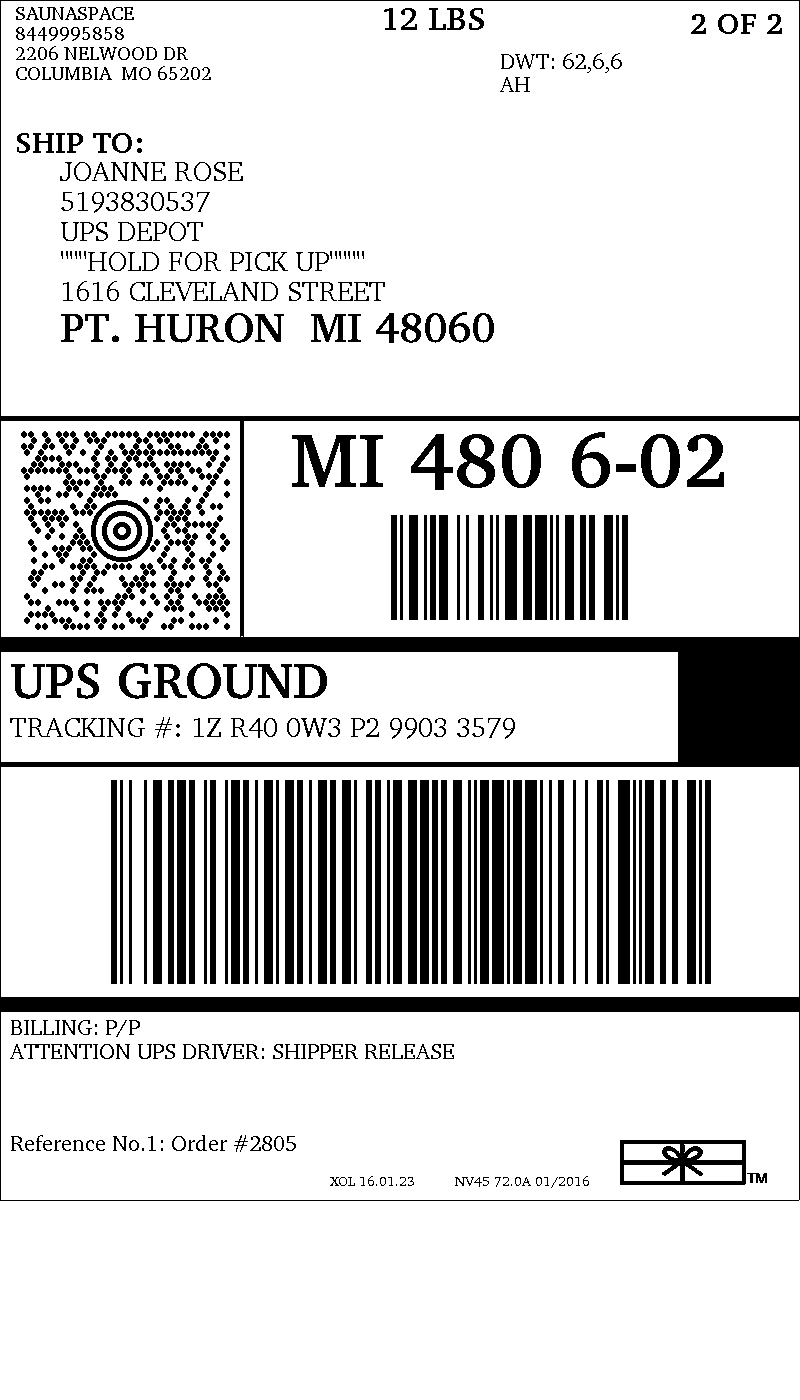 SAUNASPACE
8449995858
2206 NELWOOD DR
COLUMBIA  MO 65202
12 LBS
2 OF 2
DWT: 62,6,6
AH
SHIP TO:
JOANNE ROSE
5193830537
UPS DEPOT
"""HOLD FOR PICK UP""""
1616 CLEVELAND STREET
PT. HURON  MI 48060
MI 480 6-02
UPS GROUND
TRACKING #: 1Z R40 0W3 P2 9903 3579
BILLING: P/P
ATTENTION UPS DRIVER: SHIPPER RELEASE
Reference No.1: Order #2805
XOL 16.01.23
NV45 72.0A 01/2016
TM